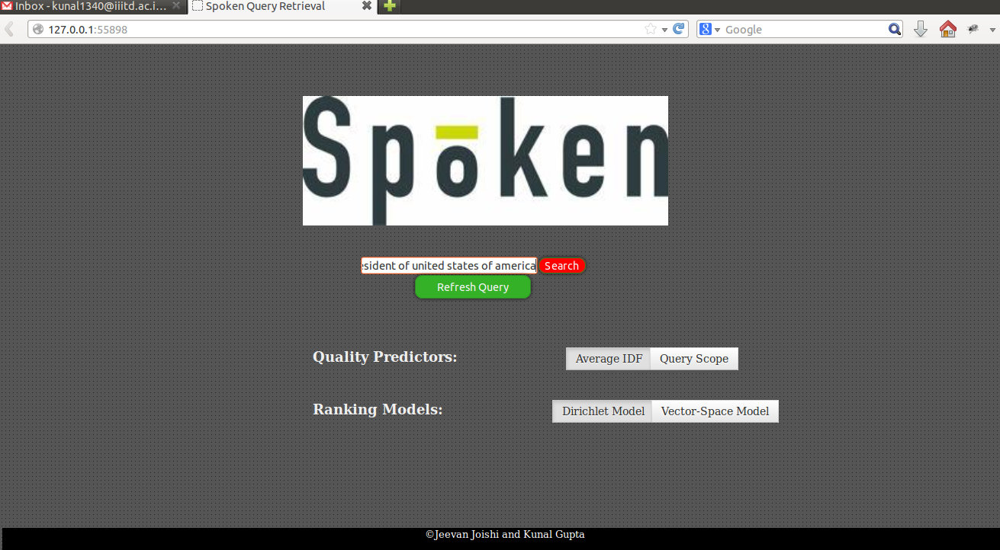 Inbox - kunal1340@iiitd.ac.i... Spoken Query Retrieval
127.0.0.1:55898 Google
Spoken
esident of united states of america Search
Refresh Query
Quality Predictors: Average IDF Query Scope
Ranking Models: Dirichlet Model Vector-Space Model
©Jeevan Joishi and Kunal Gupta